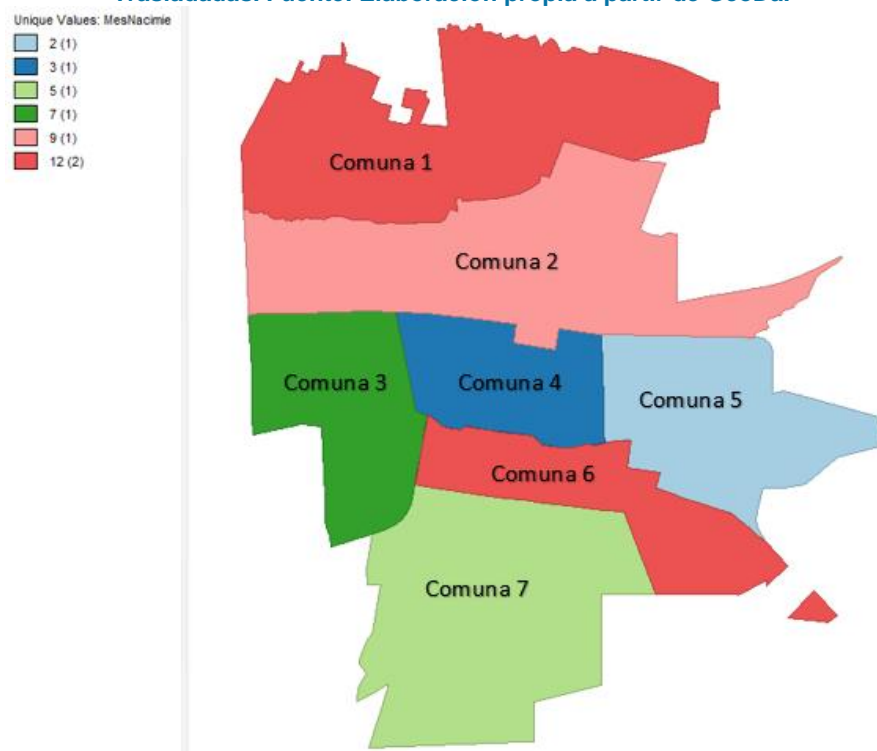 Trasladadas. Fuente: Elaboración propia a partir de GeoDa.
Unique Values: MesNacimie
2 (1)
3 (1)
5 (1)
7 (1)
9 (1)
12 (2)
Comuna 1
Comuna 2
Comuna 3
Comuna 4
Comuna 5
Comuna 6
Comuna 7